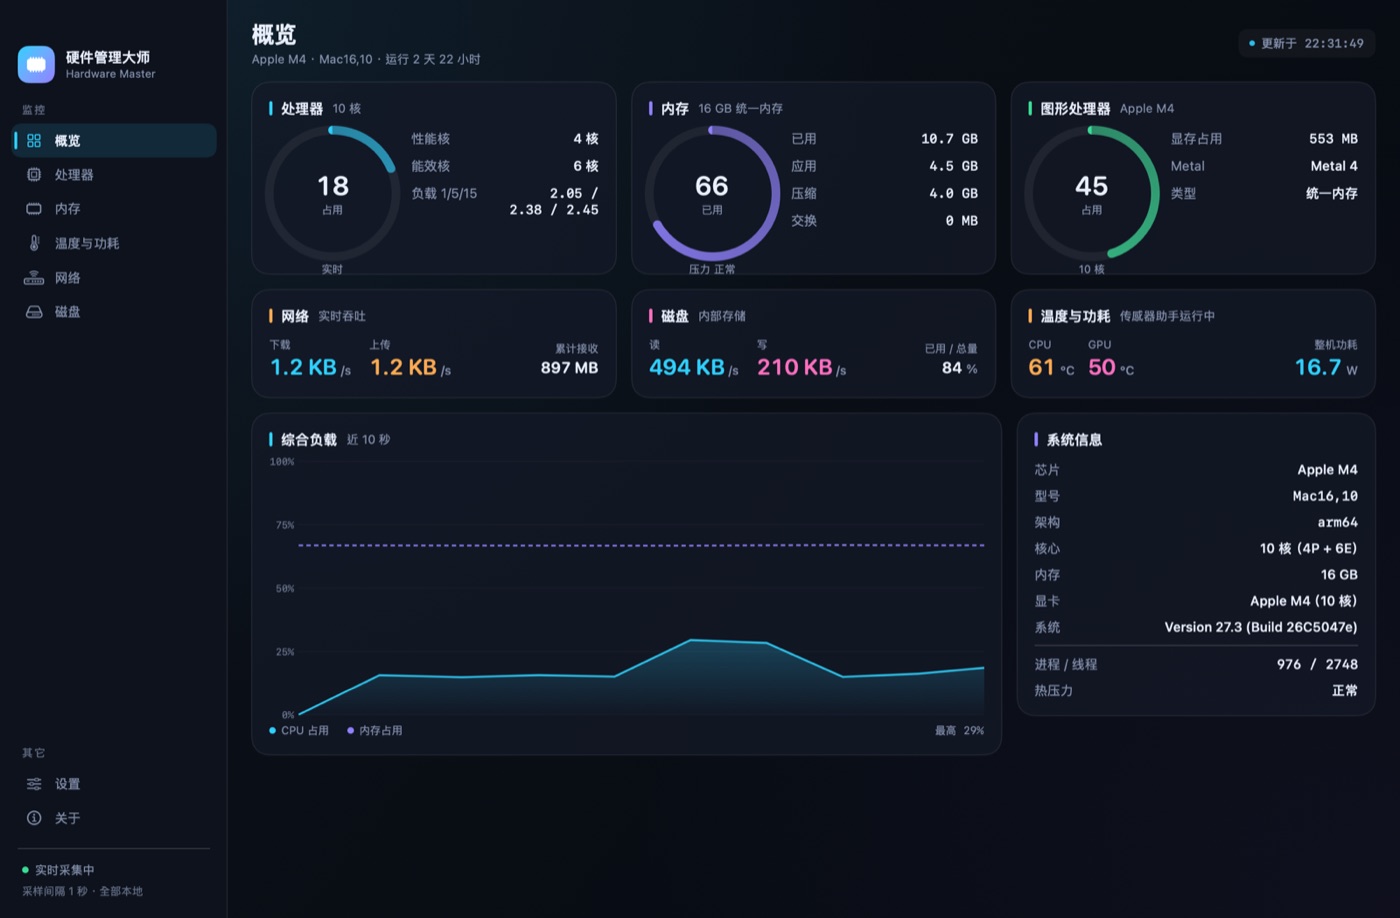 硬件管理大师
Hardware Master
监控
概览
处理器
内存
温度与功耗
网络
磁盘
其它
设置
关于
实时采集中
采样间隔 1 秒 · 全部本地
概览
Apple M4 · Mac16,10 · 运行 2 天 22 小时
更新于 22:31:49
处理器 10 核
18
占用
实时
性能核 4 核
能效核 6 核
负载 1/5/15 2.05 /
2.38 / 2.45
内存 16 GB 统一内存
66
已用
压力 正常
已用 10.7 GB
应用 4.5 GB
压缩 4.0 GB
交换 0 MB
图形处理器 Apple M4
45
占用
10 核
显存占用 553 MB
Metal Metal 4
类型 统一内存
网络 实时吞吐
下载 上传 累计接收
1.2 KB /s 1.2 KB /s 897 MB
磁盘 内部存储
读 写 已用 / 总量
494 KB /s 210 KB /s 84 %
温度与功耗 传感器助手运行中
CPU GPU 整机功耗
61 °C 50 °C 16.7 W
综合负载 近 10 秒
100%
75%
50%
25%
0%
CPU 占用 内存占用 最高 29%
系统信息
芯片 Apple M4
型号 Mac16,10
架构 arm64
核心 10 核 (4P + 6E)
内存 16 GB
显卡 Apple M4 (10 核)
系统 Version 27.3 (Build 26C5047e)
进程 / 线程 976 / 2748
热压力 正常